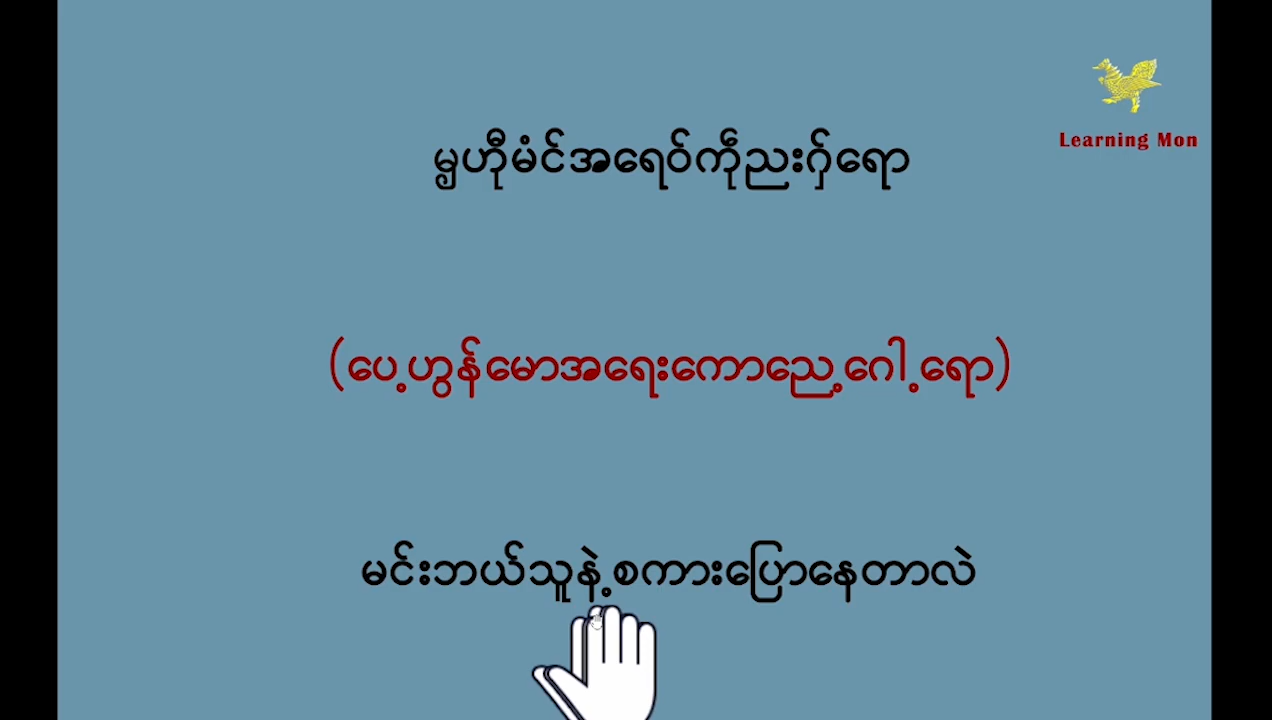 Learning Mon
မၞဟီုမံင်အရေဝ်ကဵုညးဂှ်ရော
(ပေ့ဟွန်မောအရေးကောညေ့ဂေါ့ရော)
မင်းဘယ်သူနဲ့စကားပြောနေတာလဲ